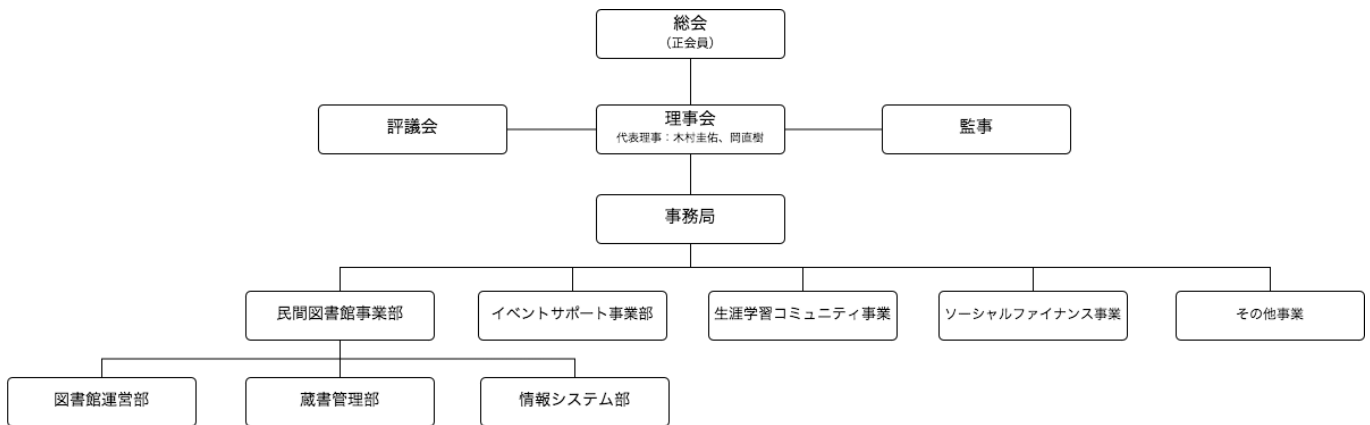 総会
（正会員）
評議会
理事会
代表理事：木村圭佑、岡直樹
監事
事務局
民間図書館事業部
イベントサポート事業部
生涯学習コミュニティ事業
ソーシャルファイナンス事業
その他事業
図書館運営部
蔵書管理部
情報システム部